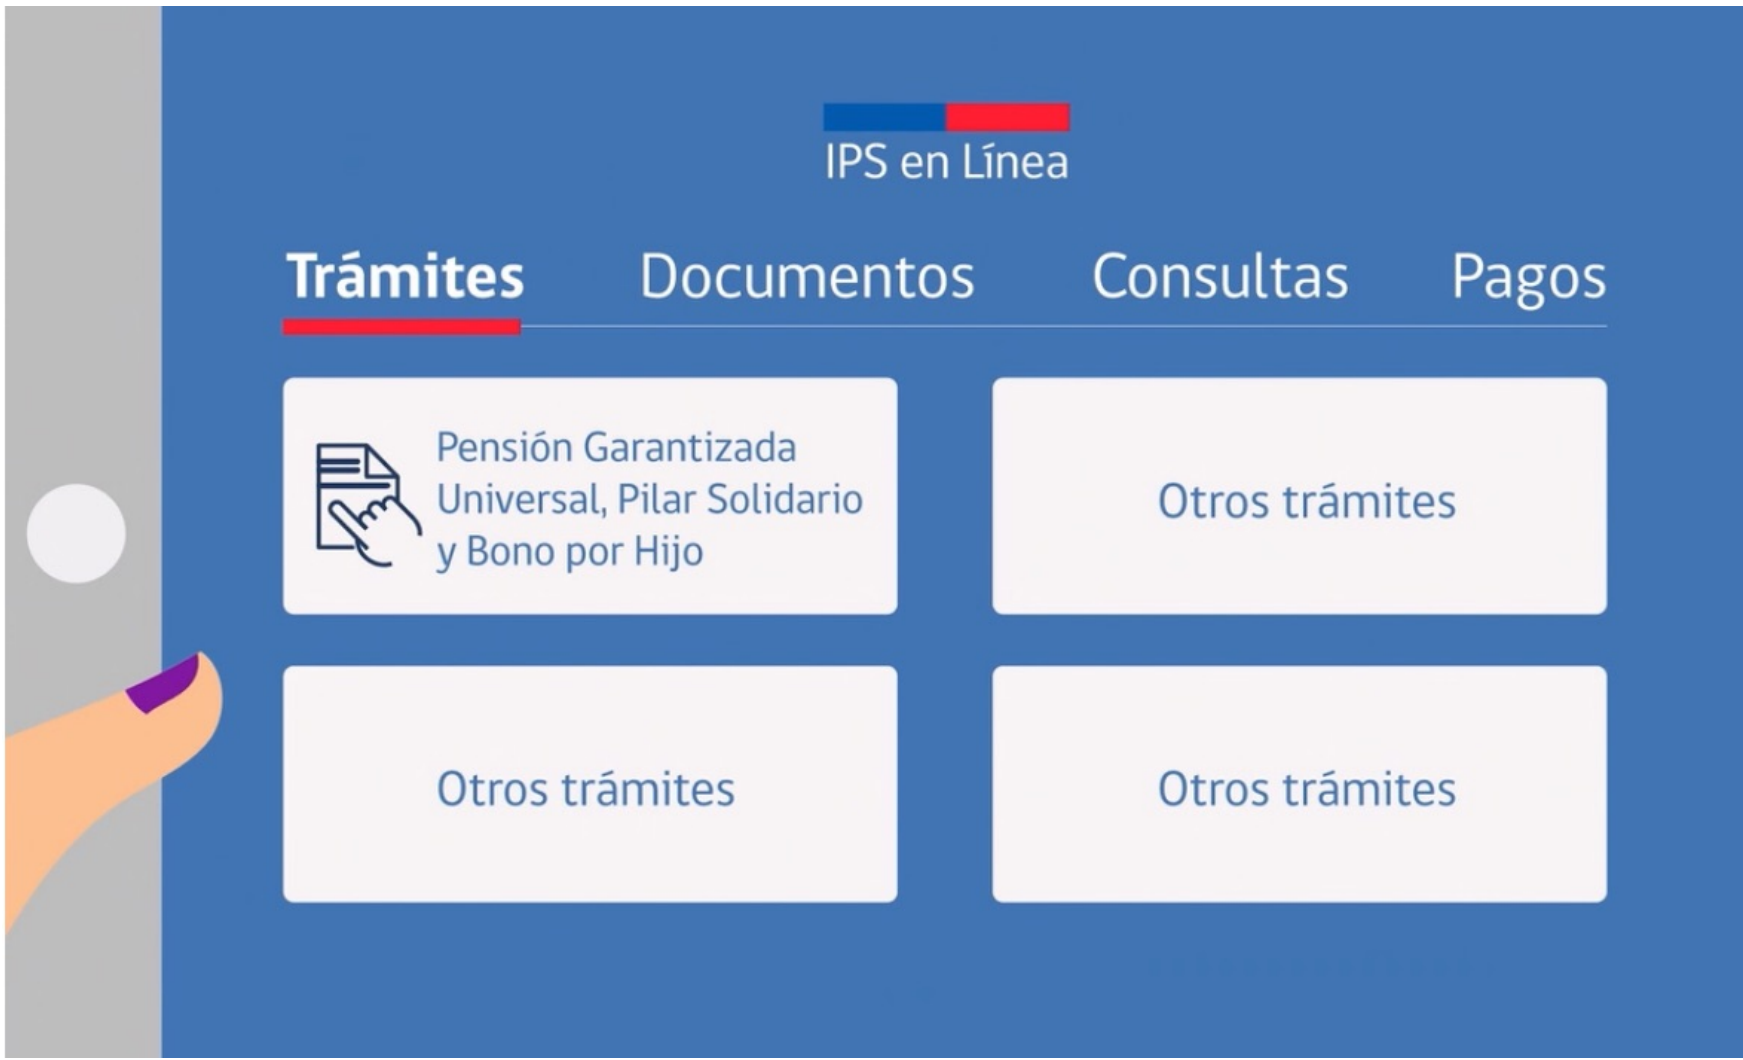 IPS en Línea
Trámites Documentos Consultas Pagos
Pensión Garantizada
Universal, Pilar Solidario
y Bono por Hijo
Otros trámites
Otros trámites
Otros trámites